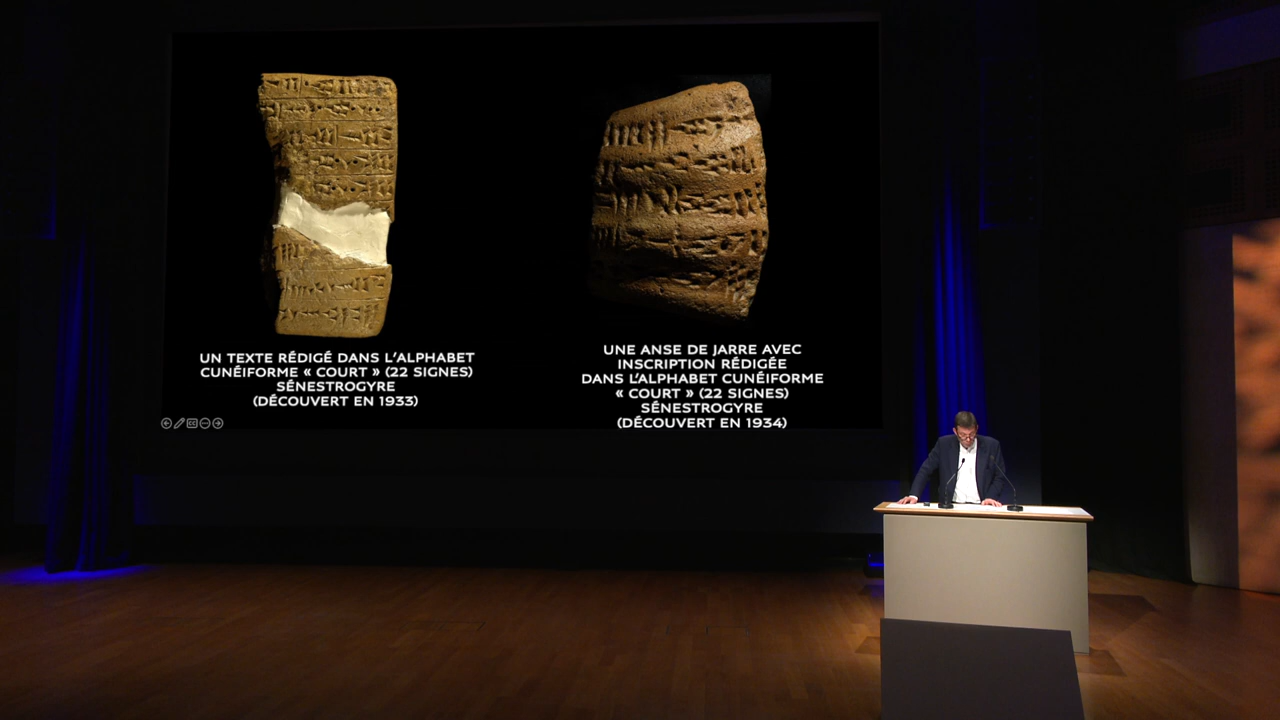 UN TEXTE RÉDIGÉ DANS L'ALPHABET
CUNÉIFORME « COURT » (22 SIGNES)
SÉNESTROGYRE
(DÉCOUVERT EN 1933)
UNE ANSE DE JARRE AVEC
INSCRIPTION RÉDIGÉE
DANS L'ALPHABET CUNÉIFORME
« COURT » (22 SIGNES)
SÉNESTROGYRE
(DÉCOUVERT EN 1934)